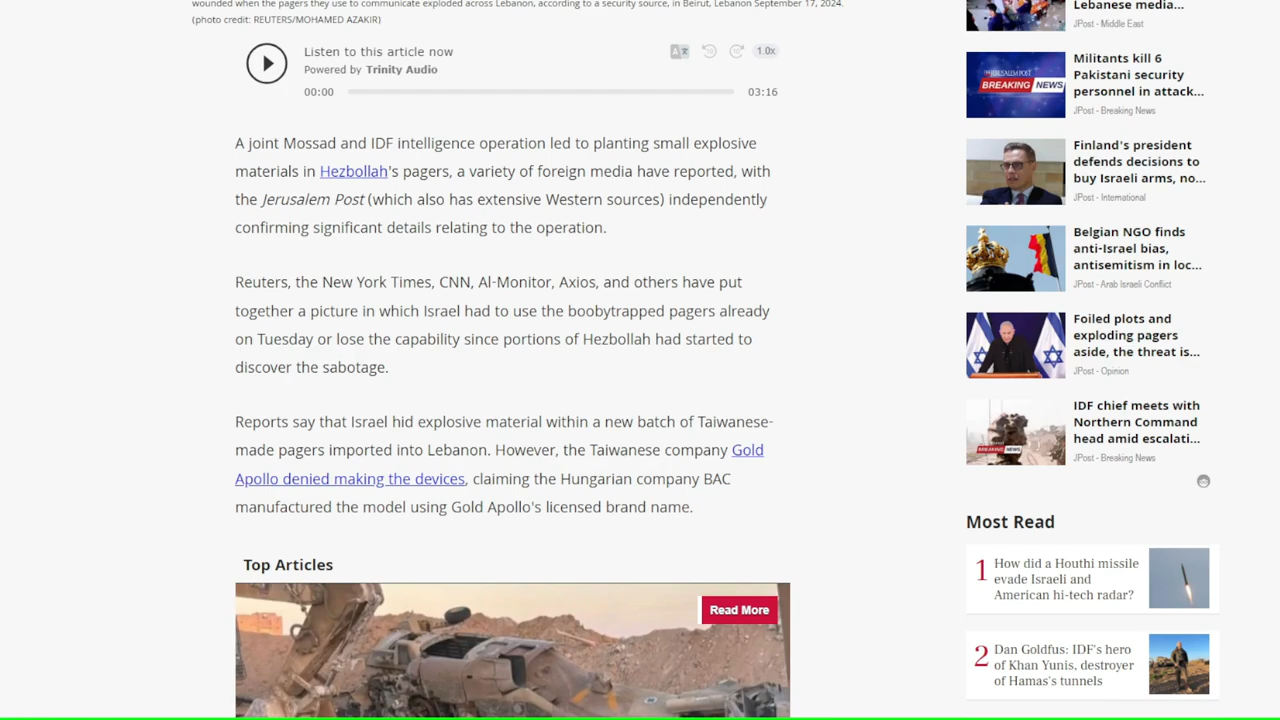 wounded when the pagers they use to communicate exploded across Lebanon, according to a security source, in Beirut, Lebanon September 17, 2024.
(photo credit: REUTERS/MOHAMED AZAKIR)
Listen to this article now
Powered by Trinity Audio
1.0x
00:00
03:16
A joint Mossad and IDF intelligence operation led to planting small explosive
materials in Hezbollah's pagers, a variety of foreign media have reported, with
the Jerusalem Post (which also has extensive Western sources) independently
confirming significant details relating to the operation.
Reuters, the New York Times, CNN, Al-Monitor, Axios, and others have put
together a picture in which Israel had to use the boobytrapped pagers already
on Tuesday or lose the capability since portions of Hezbollah had started to
discover the sabotage.
Reports say that Israel hid explosive material within a new batch of Taiwanese-
made pagers imported into Lebanon. However, the Taiwanese company Gold
Apollo denied making the devices, claiming the Hungarian company BAC
manufactured the model using Gold Apollo's licensed brand name.
Top Articles
Read More
Lebanese media...
JPost - Middle East
THE JERUSALEM POST
BREAKING NEWS
Militants kill 6
Pakistani security
personnel in attack...
JPost - Breaking News
Finland's president
defends decisions to
buy Israeli arms, no...
JPost - International
Belgian NGO finds
anti-Israel bias,
antisemitism in loc...
JPost - Arab Israeli Conflict
Foiled plots and
exploding pagers
aside, the threat is...
JPost - Opinion
BREAKING NEWS
IDF chief meets with
Northern Command
head amid escalati...
JPost - Breaking News
Most Read
1 How did a Houthi missile
evade Israeli and
American hi-tech radar?
2 Dan Goldfus: IDF's hero
of Khan Yunis, destroyer
of Hamas's tunnels